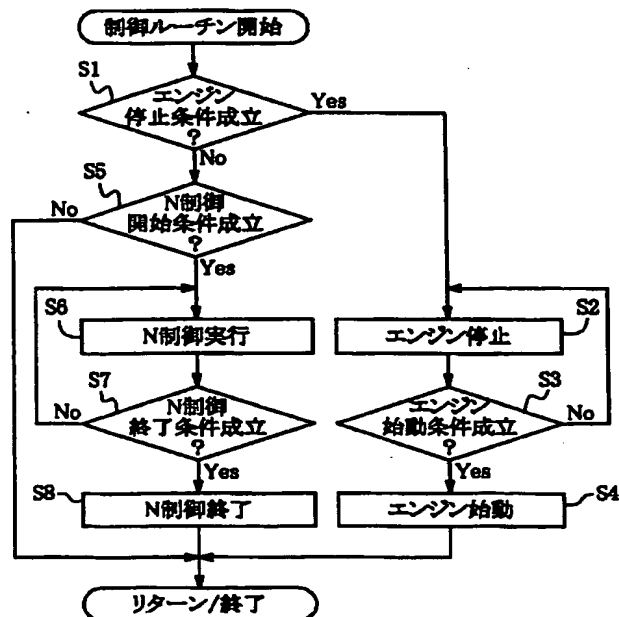 制御ルーチン開始
S1
エンジン
停止条件成立
?
Yes
No
S5
N制御
開始条件成立
?
No
Yes
S6
N制御実行
S2
エンジン停止
S7
N制御
終了条件成立
?
No
Yes
S3
エンジン
始動条件成立
?
No
Yes
S8
N制御終了
エンジン始動
S4
リターン/終了